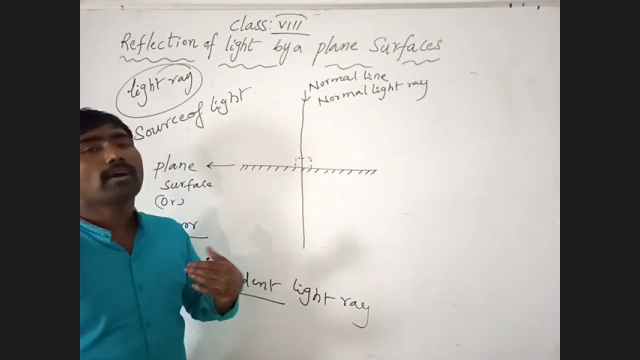 class: VIII
Reflection of light by a plane Surfaces
light ray
Source of light
Normal line
Normal light ray
plane
Surface
(Or)
light ray